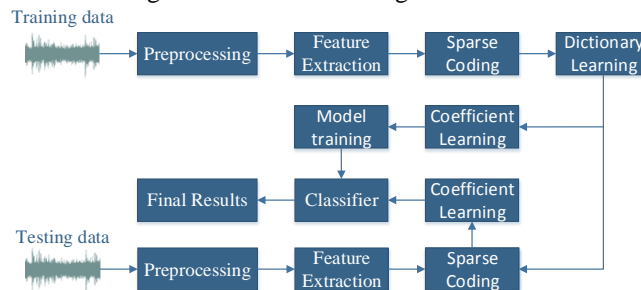 Training data
Preprocessing
Feature
Extraction
Sparse
Coding
Dictionary
Learning
Model
training
Coefficient
Learning
Final Results
Classifier
Coefficient
Learning
Testing data
Preprocessing
Feature
Extraction
Sparse
Coding